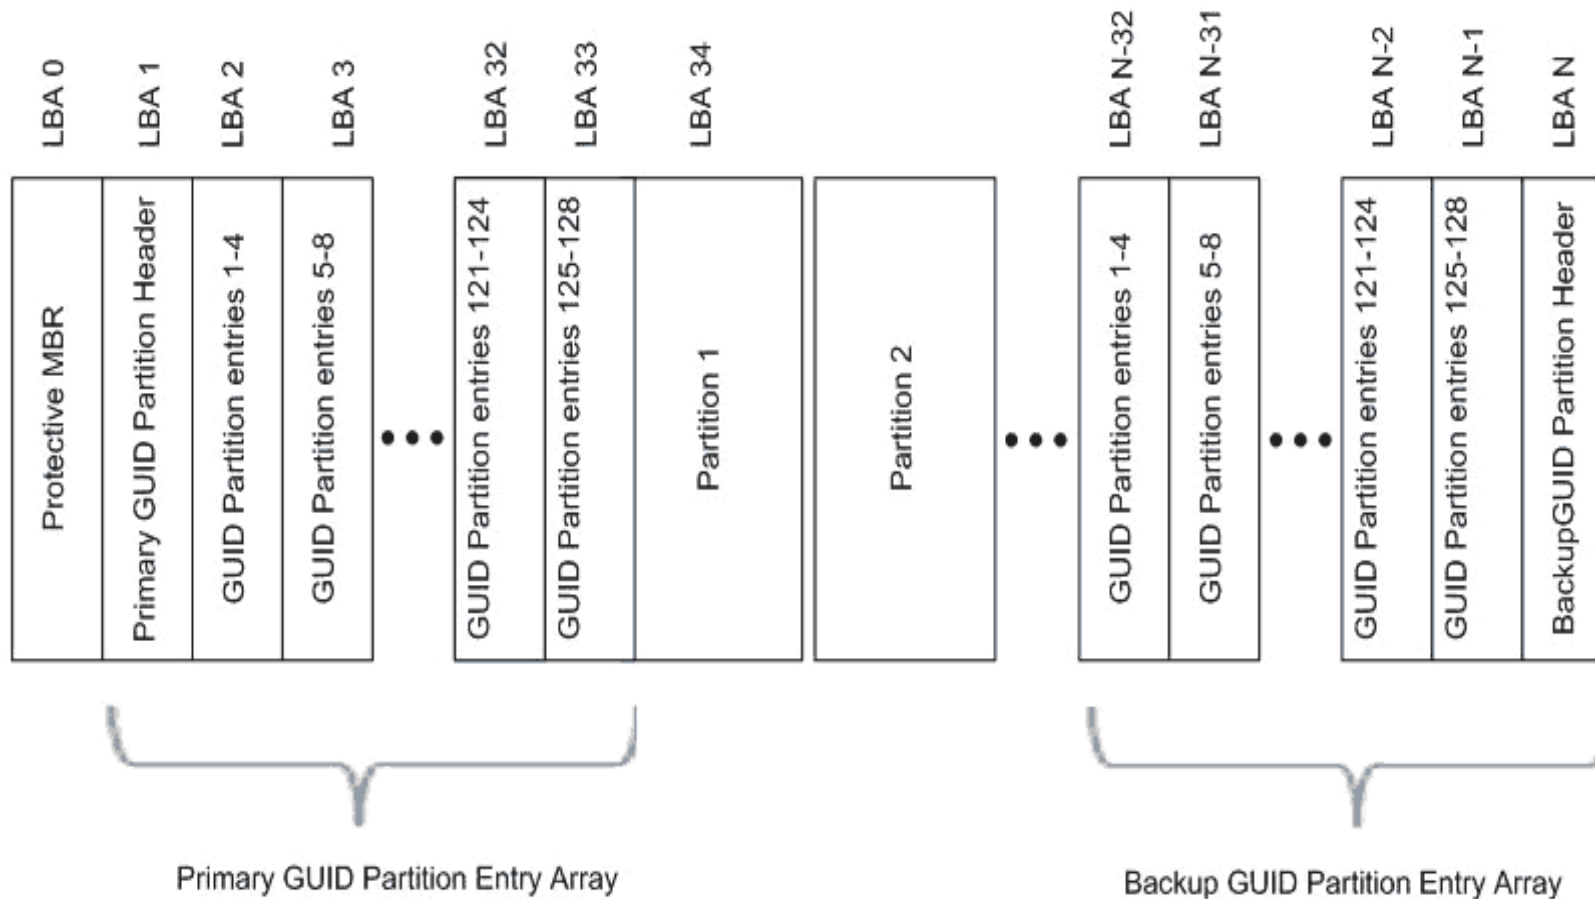 LBA 0
LBA 1
LBA 2
LBA 3
LBA 32
LBA 33
LBA 34
LBA N-32
LBA N-31
LBA N-2
LBA N-1
LBA N
Protective MBR
Primary GUID Partition Header
GUID Partition entries 1-4
GUID Partition entries 5-8
GUID Partition entries 121-124
GUID Partition entries 125-128
Partition 1
Partition 2
GUID Partition entries 1-4
GUID Partition entries 5-8
GUID Partition entries 121-124
GUID Partition entries 125-128
BackupGUID Partition Header
Primary GUID Partition Entry Array
Backup GUID Partition Entry Array